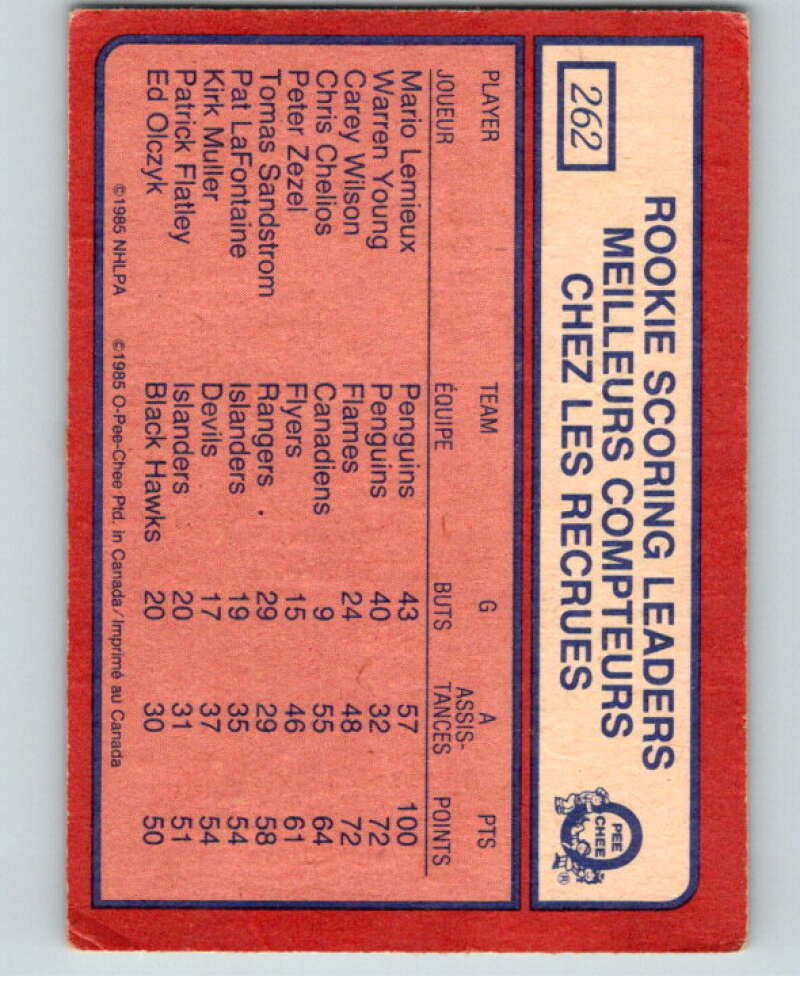 262
ROOKIE SCORING LEADERS
MEILLEURS COMPTEURS
CHEZ LES RECRUES
PEE
CHEE
®
PLAYER TEAM G A PTS
JOUEUR ÉQUIPE BUTS ASSIS- POINTS
TANCES
Mario Lemieux Penguins 43 57 100
Warren Young Penguins 40 32 72
Carey Wilson Flames 24 48 72
Chris Chelios Canadiens 9 55 64
Peter Zezel Flyers 15 46 61
Tomas Sandstrom Rangers 29 29 58
Pat LaFontaine Islanders 19 35 54
Kirk Muller Devils 17 37 54
Patrick Flatley Islanders 20 31 51
Ed Olczyk Black Hawks 20 30 50
©1985 NHLPA ©1985 O-Pee-Chee Ptd. in Canada/Imprimé au Canada